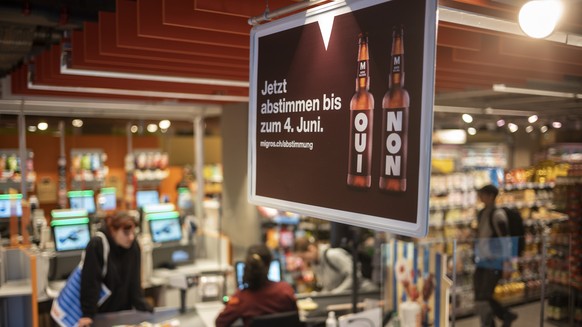 Jetzt
abstimmen bis
zum 4. Juni.
migros.ch/abstimmung
M
OUI
M
NON